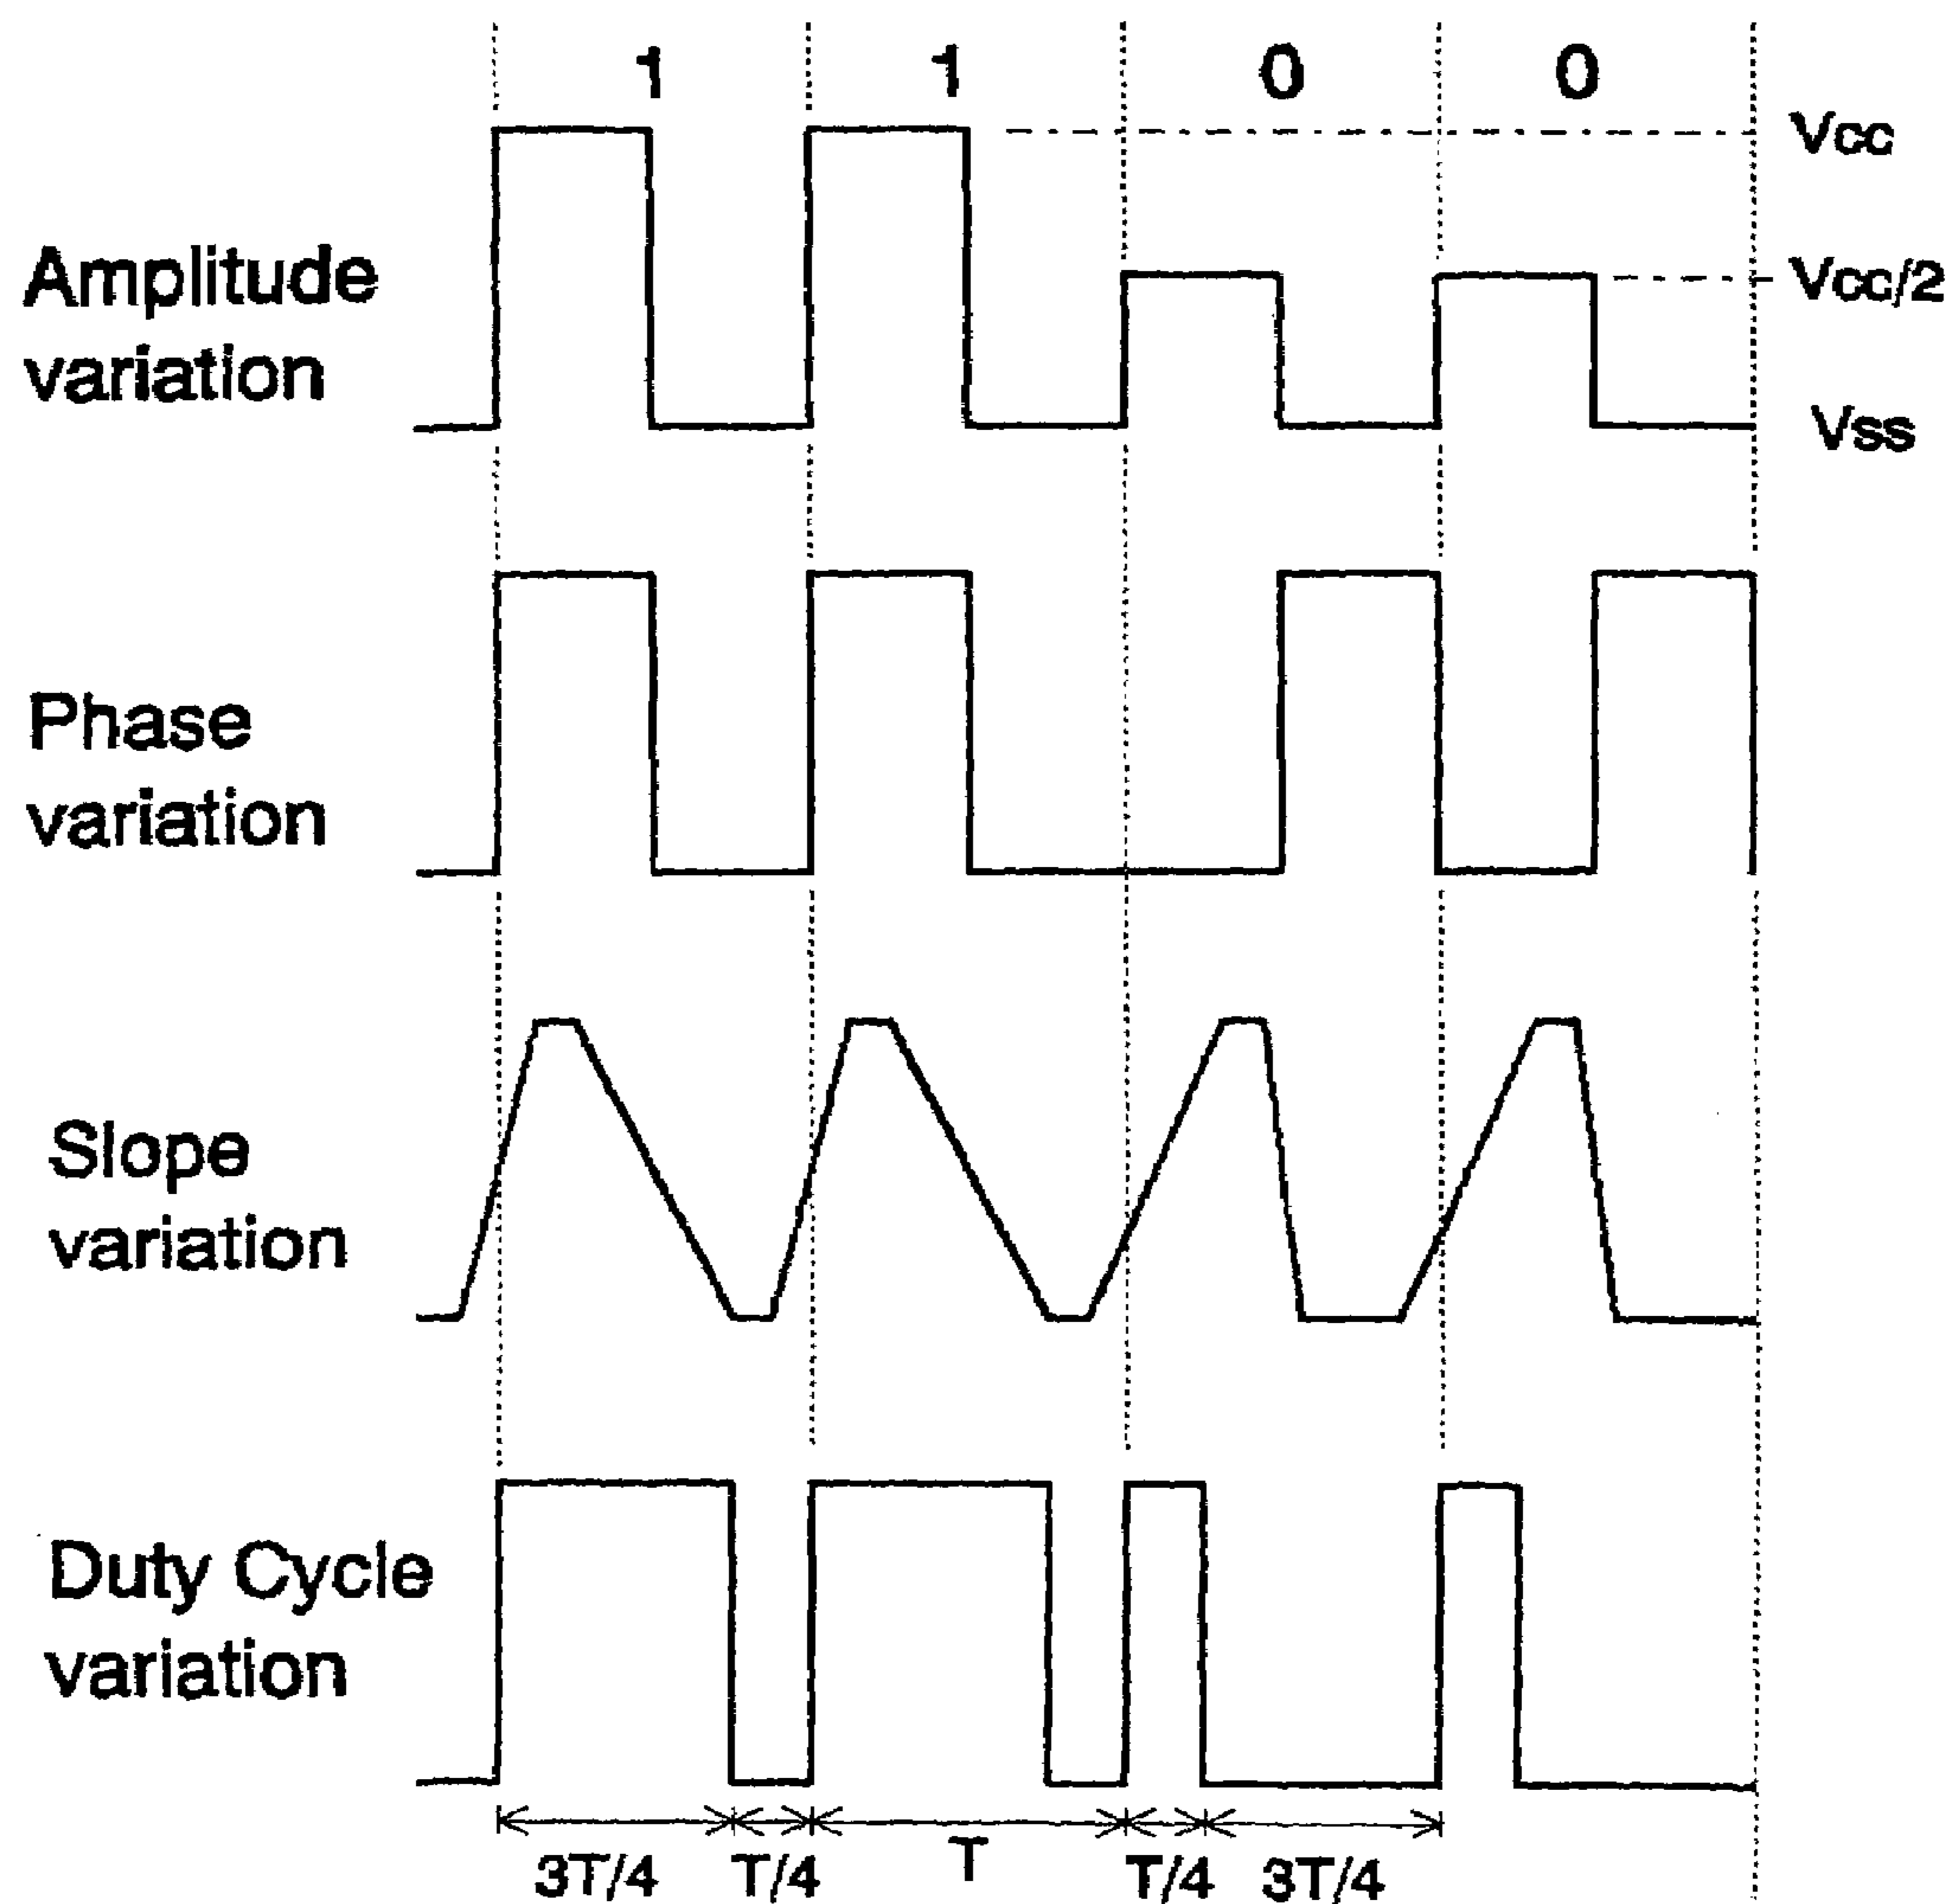 1 1 0 0
Vcc
Amplitude
variation
Vcc/2
Vss
Phase
variation
Slope
variation
Duty Cycle
variation
3T/4 T/4 T T/4 3T/4